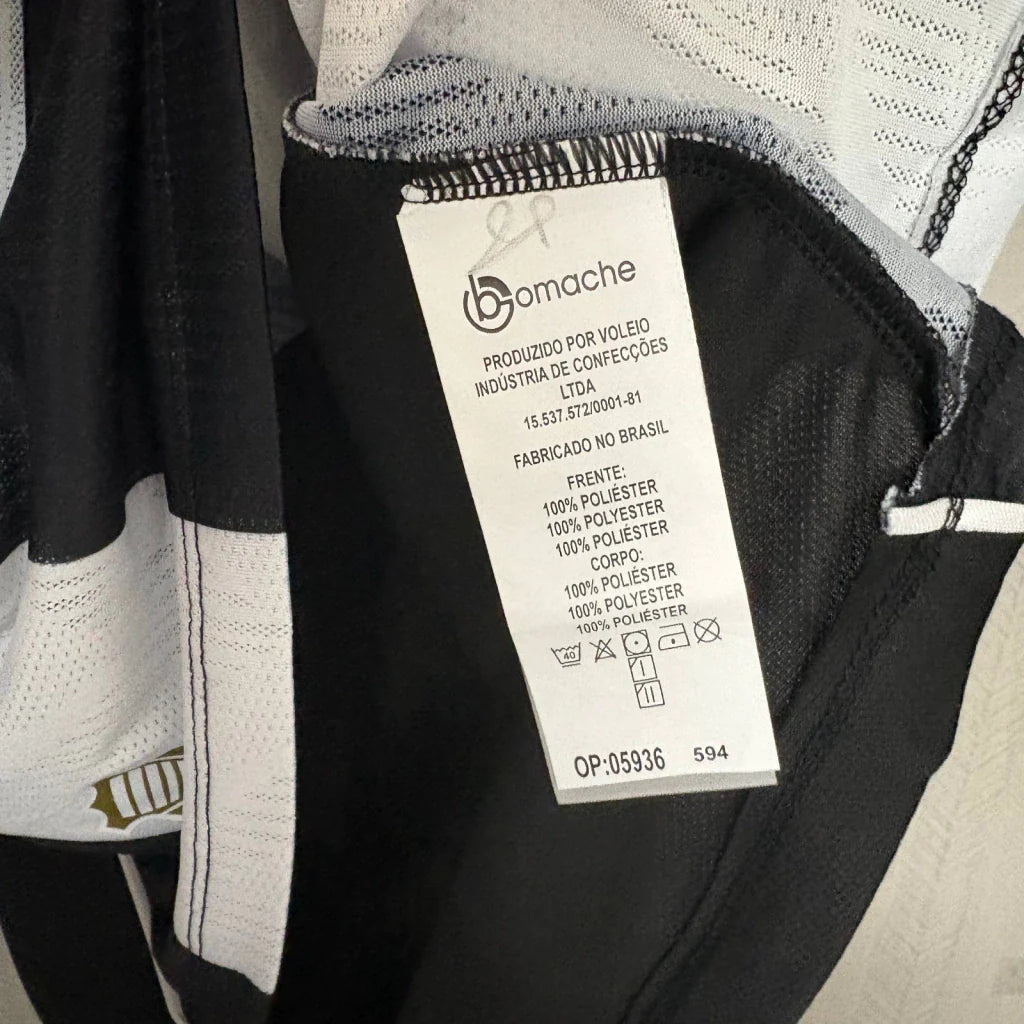 bomache
PRODUZIDO POR VOLEIO
INDÚSTRIA DE CONFECÇÕES
LTDA
15.537.572/0001-81
FABRICADO NO BRASIL
FRENTE:
100% POLIÉSTER
100% POLYESTER
100% POLIÉSTER
CORPO:
100% POLIÉSTER
100% POLYESTER
100% POLIÉSTER
40
OP:05936 594